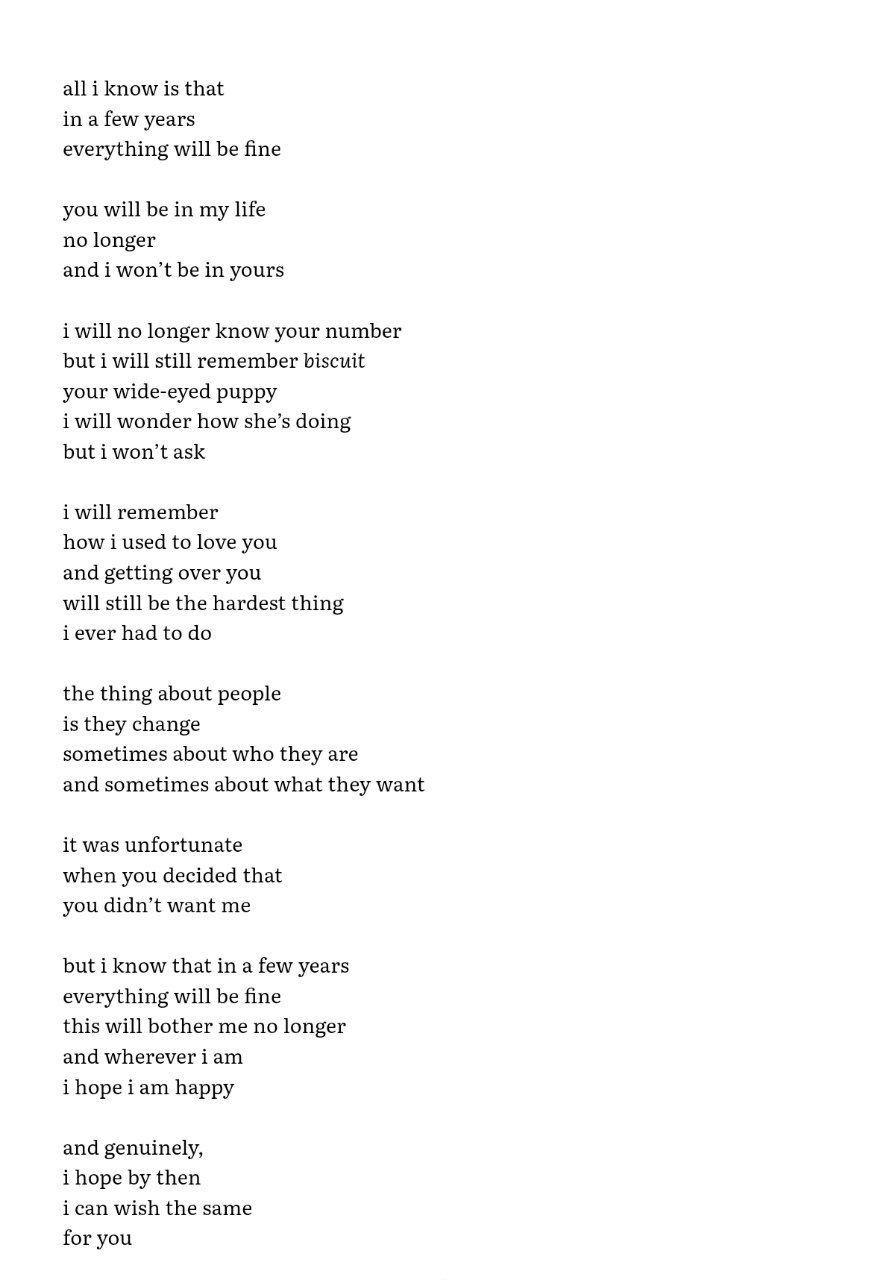 all i know is that
in a few years
everything will be fine

you will be in my life
no longer
and i won’t be in yours

i will no longer know your number
but i will still remember biscuit
your wide-eyed puppy
i will wonder how she’s doing
but i won’t ask

i will remember
how i used to love you
and getting over you
will still be the hardest thing
i ever had to do

the thing about people
is they change
sometimes about who they are
and sometimes about what they want

it was unfortunate
when you decided that
you didn’t want me

but i know that in a few years
everything will be fine
this will bother me no longer
and wherever i am
i hope i am happy

and genuinely,
i hope by then
i can wish the same
for you